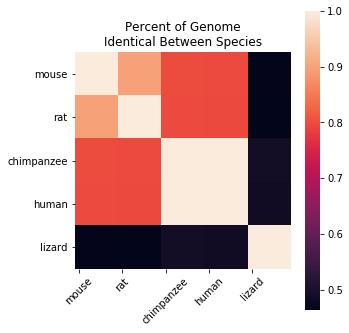 Percent of Genome
Identical Between Species
mouse
rat
chimpanzee
human
lizard
mouse
rat
chimpanzee
human
lizard
1.0
0.9
0.8
0.7
0.6
0.5